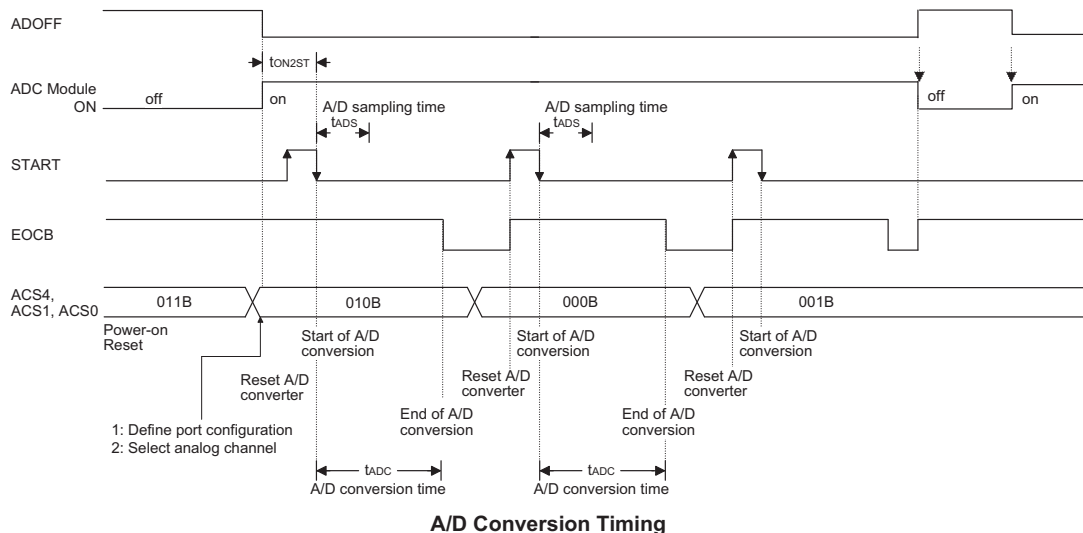 ADOFF
tON2ST
ADC Module
ON
off
on
A/D sampling time
tADS
A/D sampling time
tADS
off
on
START
EOCB
ACS4,
ACS1, ACS0
011B
010B
000B
001B
Power-on
Reset
Start of A/D
conversion
Start of A/D
conversion
Start of A/D
conversion
Reset A/D
converter
Reset A/D
converter
Reset A/D
converter
End of A/D
conversion
End of A/D
conversion
1: Define port configuration
2: Select analog channel
tADC
A/D conversion time
tADC
A/D conversion time
A/D Conversion Timing